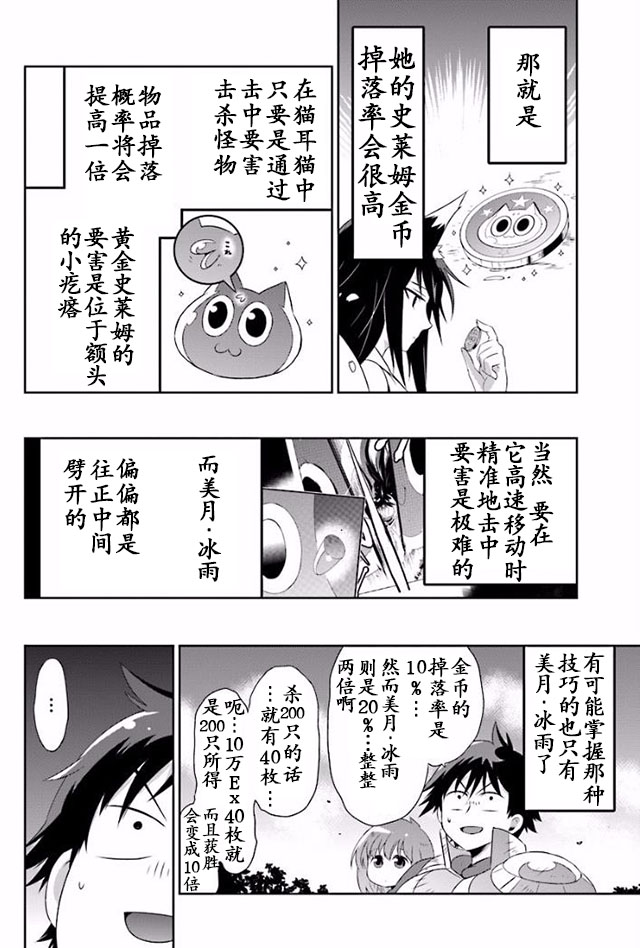 那就是
她的史莱姆金币
掉落率会很高
在猫耳猫中
只要是通过
击中要害
击杀怪物
物品掉落
概率将会
提高一倍
黄金史莱姆的
要害是位于额头
的小疙瘩
当然 要在
它高速移动时
精准地击中
要害是极难的
而美月·冰雨
偏偏都是
往正中间
劈开的
有可能掌握那种
技巧的也只有
美月·冰雨了
金币的
掉落率是
10%…
然而美月·冰雨
则是20%…整整
两倍啊
杀200只的话
…就有40枚…
呃…10万Ex40枚就
是200只所得 而且获胜
会变成10倍
…